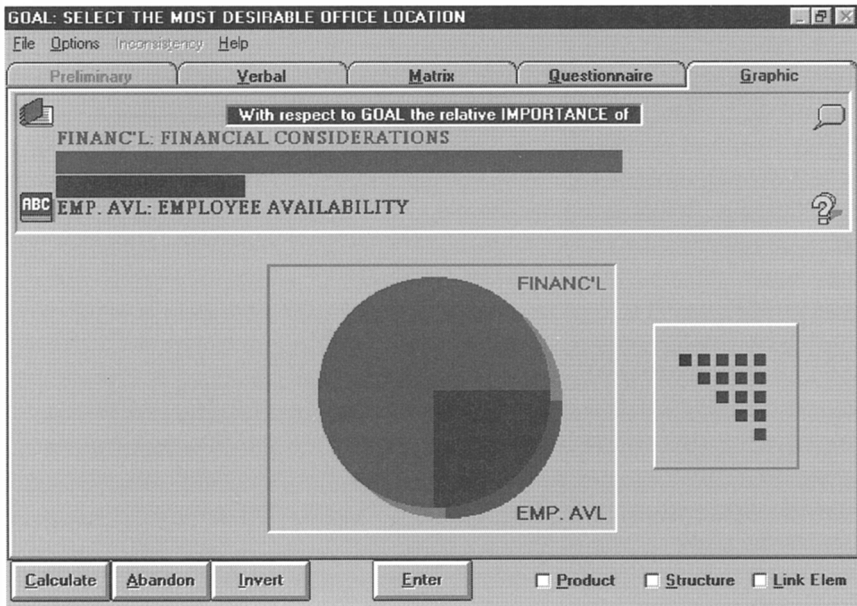 GOAL: SELECT THE MOST DESIRABLE OFFICE LOCATION
File Options Inconsistency Help
Preliminary Verbal Matrix Questionnaire Graphic
With respect to GOAL the relative IMPORTANCE of
FINANC'L: FINANCIAL CONSIDERATIONS
ABC EMP. AVL: EMPLOYEE AVAILABILITY
?
FINANC'L
EMP. AVL
Calculate Abandon Invert Enter Product Structure Link Elem